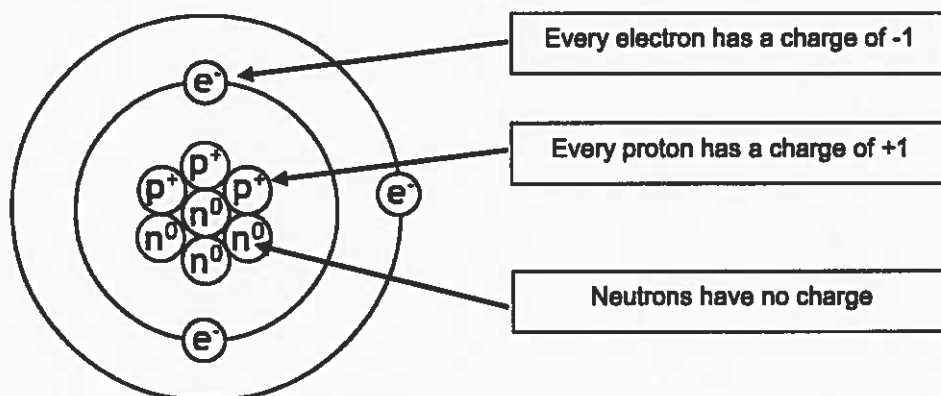 Every electron has a charge of -1
e-
p+
Every proton has a charge of +1
p+
p+
e-
n0
n0
n0
n0
Neutrons have no charge
e-